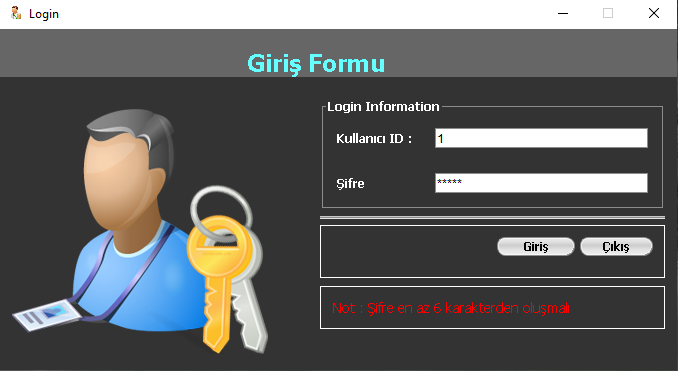 Login
Giriş Formu
Login Information
Kullanıcı ID :
1
Şifre
*****
Giriş
Çıkış
Not : Şifre en az 6 karakterden oluşmalı